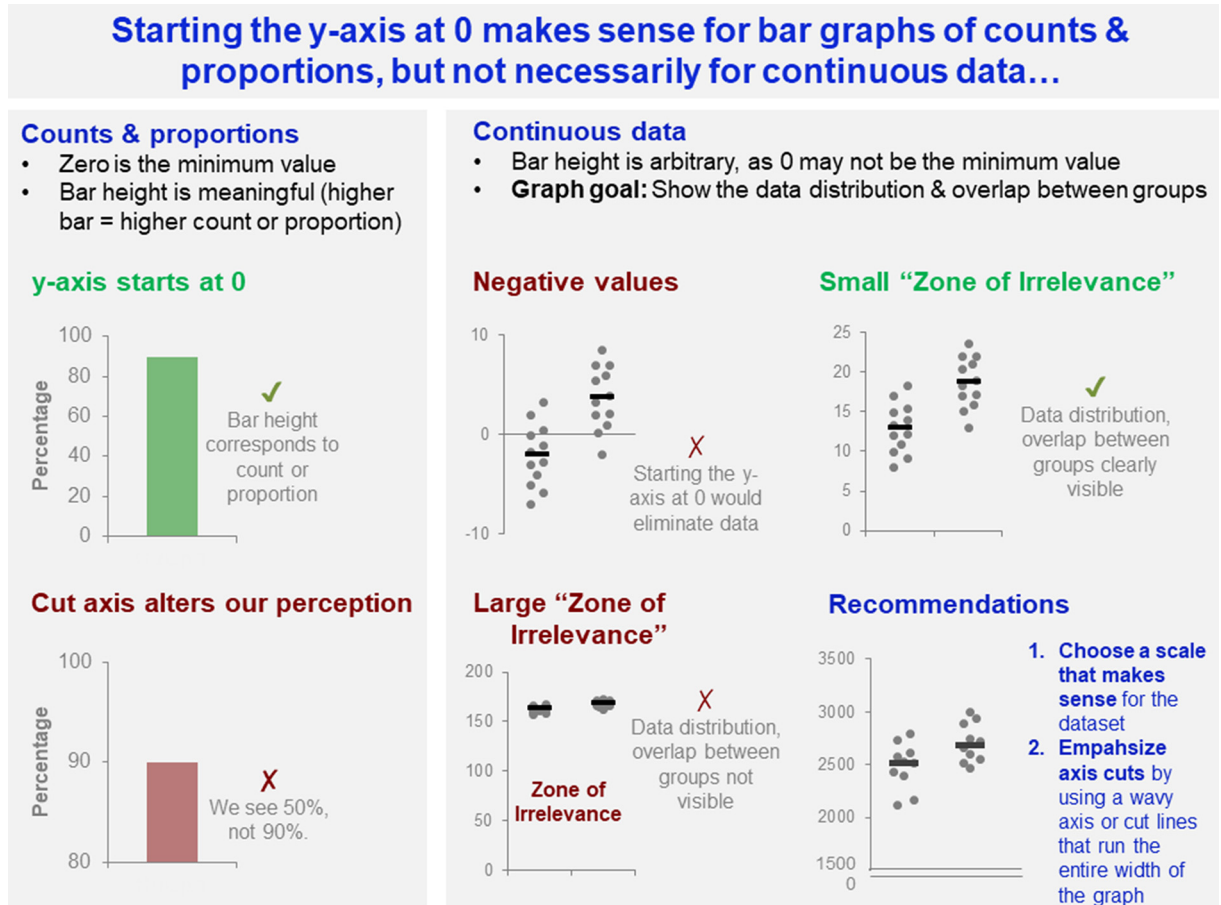 Starting the y-axis at 0 makes sense for bar graphs of counts &
proportions, but not necessarily for continuous data…
Counts & proportions
• Zero is the minimum value
• Bar height is meaningful (higher
bar = higher count or proportion)
y-axis starts at 0
Percentage
100
80
60
40
20
0
✓
Bar height
corresponds to
count or
proportion
Cut axis alters our perception
Percentage
100
90
80
✗
We see 50%,
not 90%.
Continuous data
• Bar height is arbitrary, as 0 may not be the minimum value
• Graph goal: Show the data distribution & overlap between groups
Negative values
10
0
-10
✗
Starting the y-
axis at 0 would
eliminate data
Small “Zone of Irrelevance”
25
20
15
10
5
0
✓
Data distribution,
overlap between
groups clearly
visible
Large “Zone of
Irrelevance”
200
150
100
50
0
Zone of
Irrelevance
✗
Data distribution,
overlap between
groups not
visible
Recommendations
3500
3000
2500
2000
1500
0
1. Choose a scale
that makes
sense for the
dataset
2. Empahsize
axis cuts by
using a wavy
axis or cut lines
that run the
entire width of
the graph